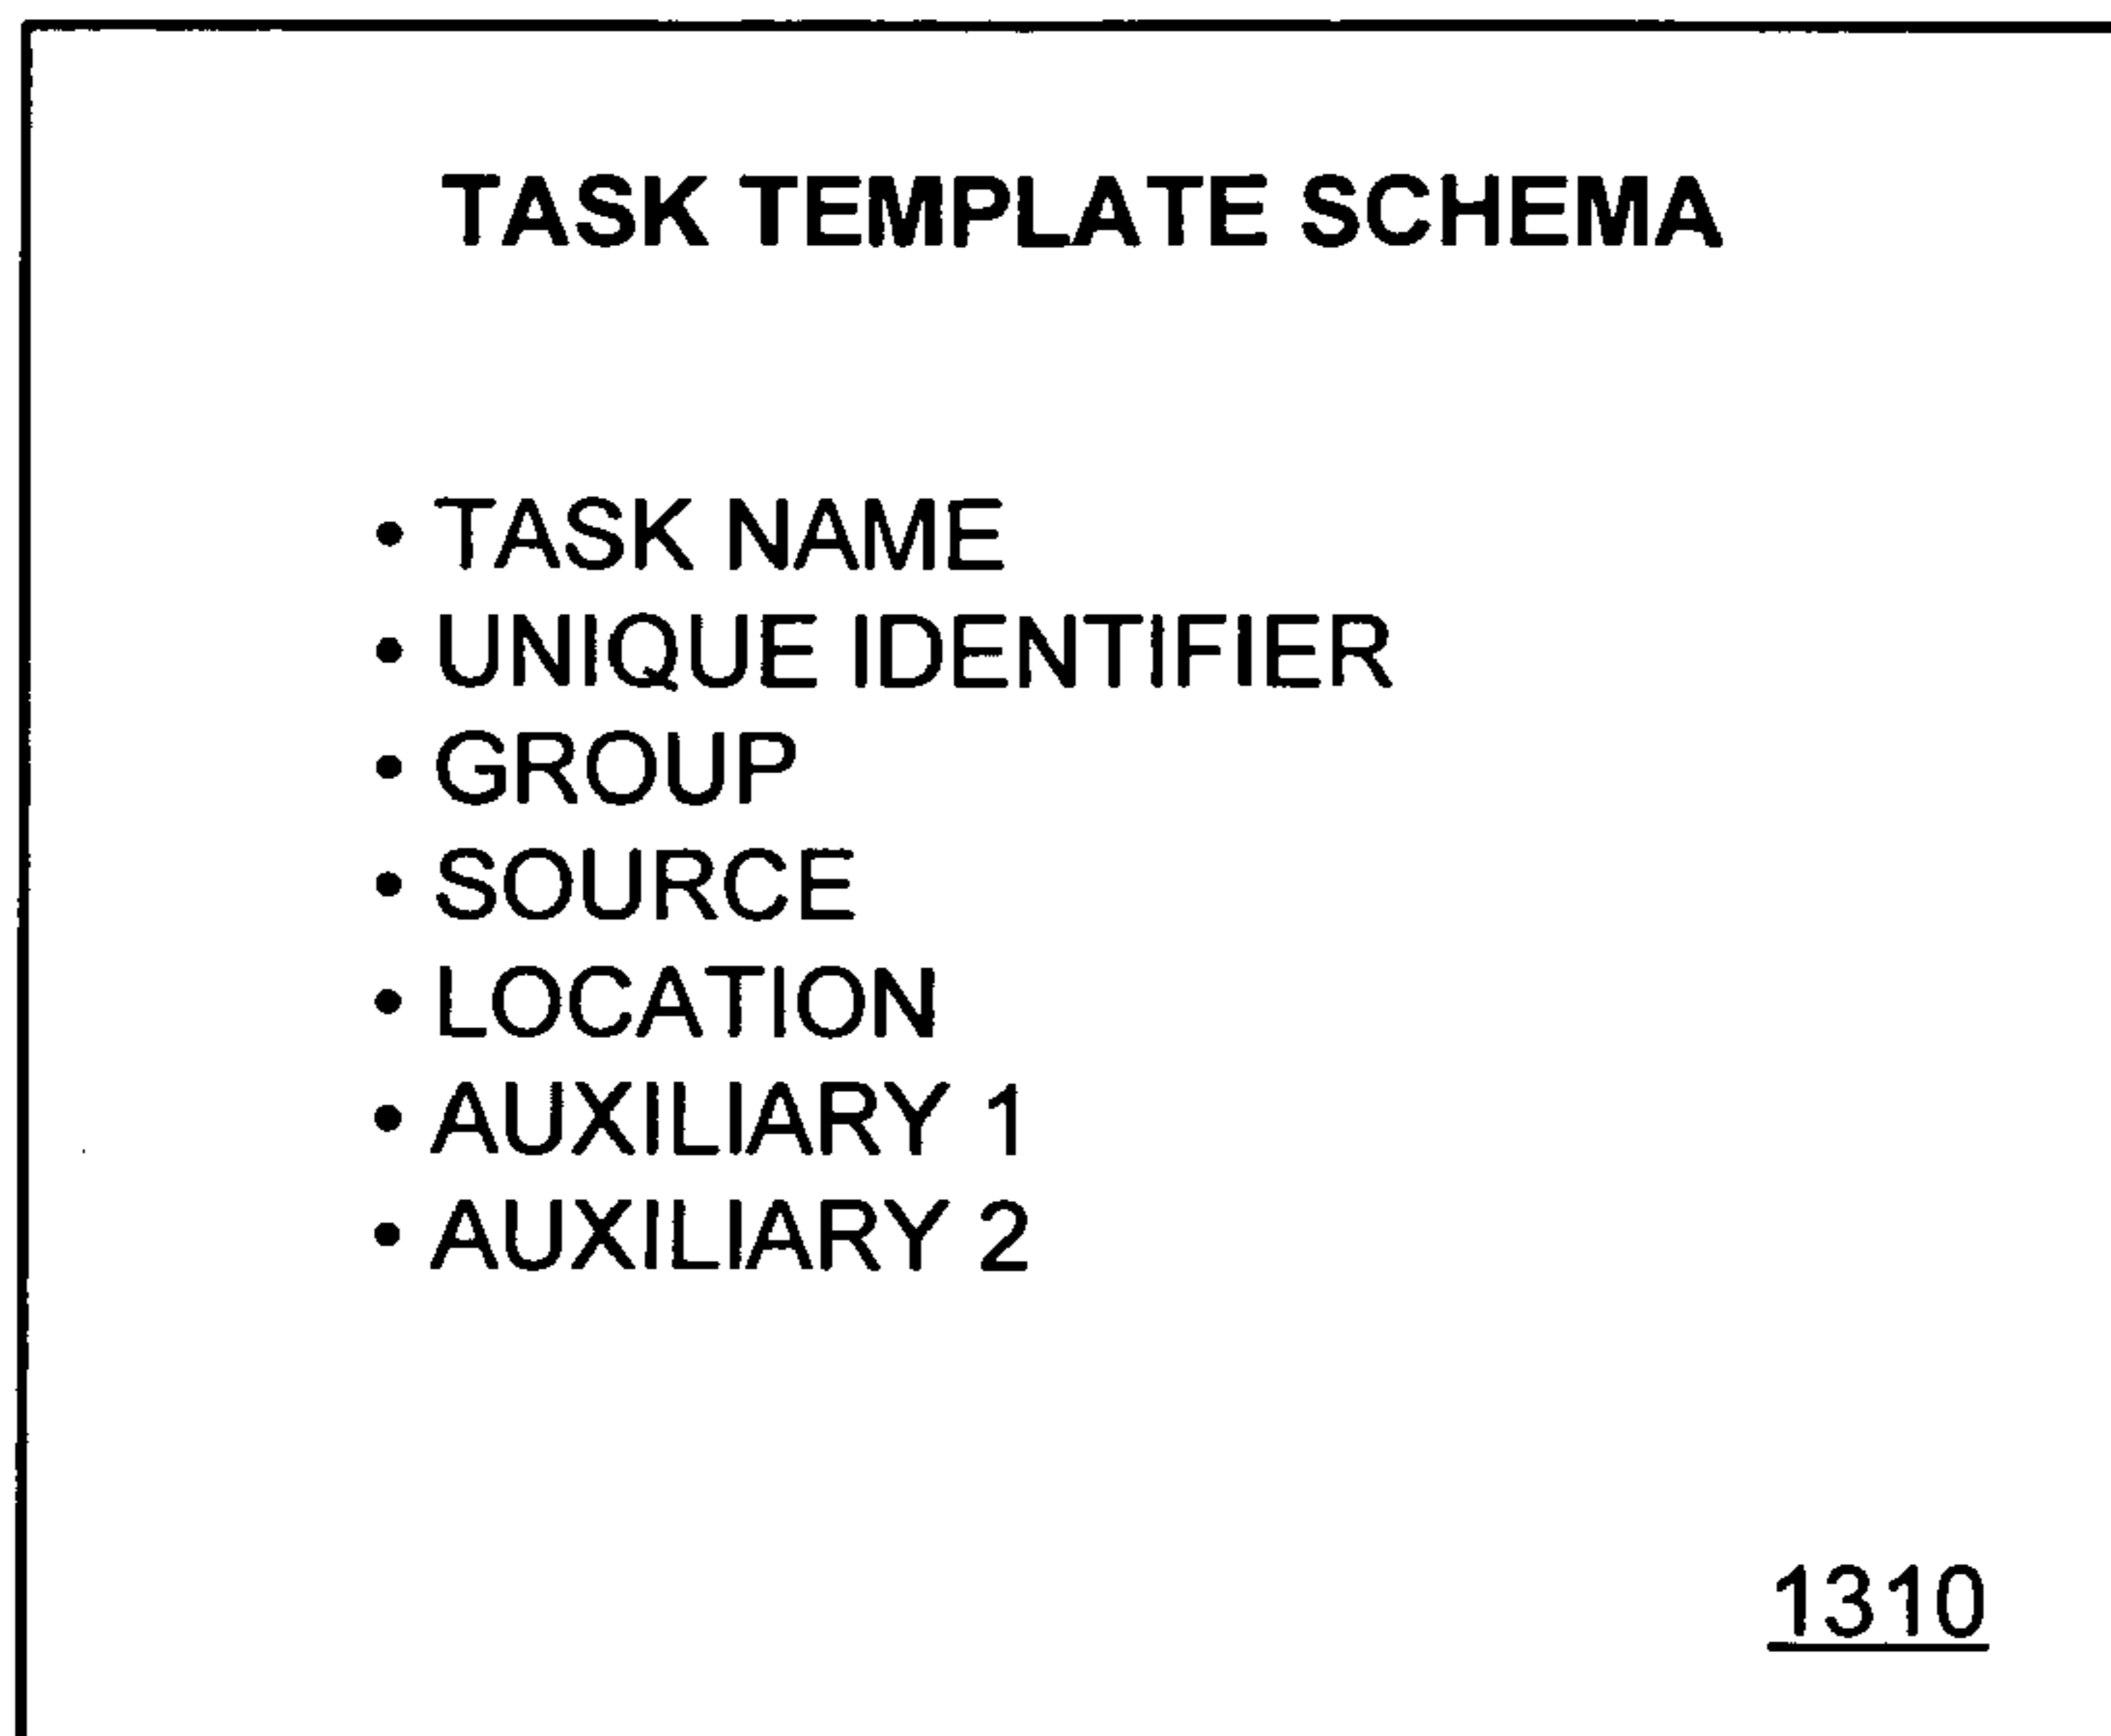 TASK TEMPLATE SCHEMA
• TASK NAME
• UNIQUE IDENTIFIER
• GROUP
• SOURCE
• LOCATION
• AUXILIARY 1
• AUXILIARY 2
1310